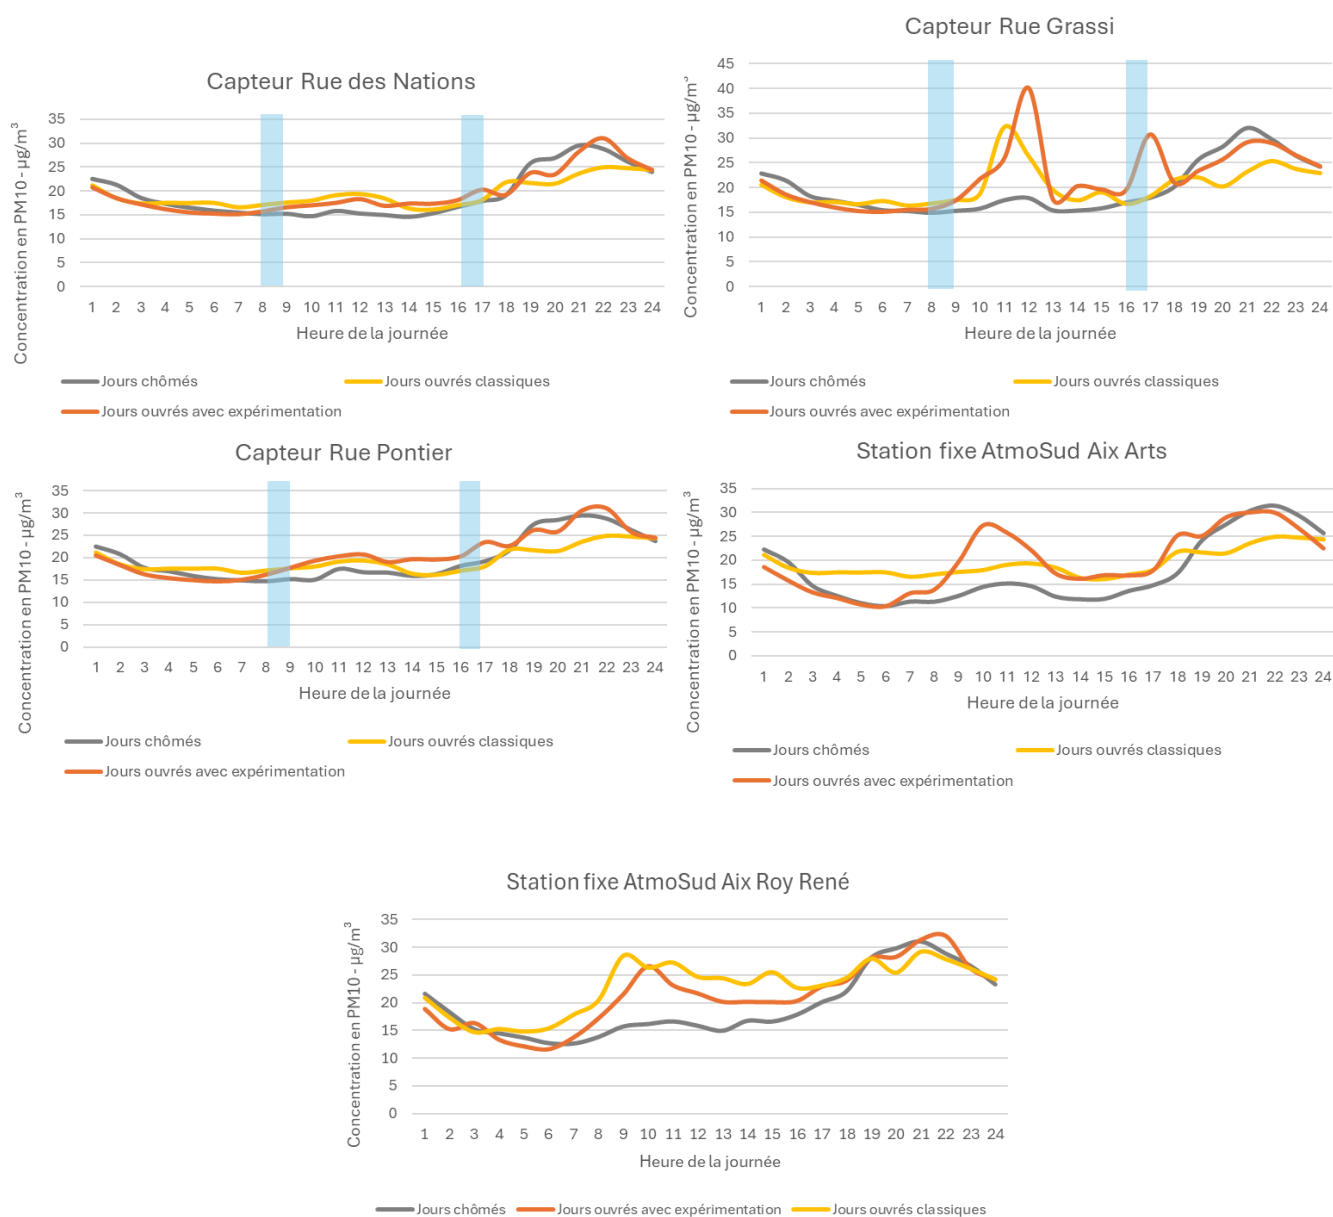 Capteur Rue des Nations
Concentration en PM10 - µg/m³
35
30
25
20
15
10
5
0
1 2 3 4 5 6 7 8 9 10 11 12 13 14 15 16 17 18 19 20 21 22 23 24
Heure de la journée
Jours chômés
Jours ouvrés classiques
Jours ouvrés avec expérimentation
Capteur Rue Grassi
Concentration en PM10 - µg/m³
45
40
35
30
25
20
15
10
5
0
1 2 3 4 5 6 7 8 9 10 11 12 13 14 15 16 17 18 19 20 21 22 23 24
Heure de la journée
Jours chômés
Jours ouvrés classiques
Jours ouvrés avec expérimentation
Capteur Rue Pontier
Concentration en PM10 - µg/m³
35
30
25
20
15
10
5
0
1 2 3 4 5 6 7 8 9 10 11 12 13 14 15 16 17 18 19 20 21 22 23 24
Heure de la journée
Jours chômés
Jours ouvrés classiques
Jours ouvrés avec expérimentation
Station fixe AtmoSud Aix Arts
Concentration en PM10 - µg/m³
35
30
25
20
15
10
5
0
1 2 3 4 5 6 7 8 9 10 11 12 13 14 15 16 17 18 19 20 21 22 23 24
Heure de la journée
Jours chômés
Jours ouvrés classiques
Jours ouvrés avec expérimentation
Station fixe AtmoSud Aix Roy René
Concentration en PM10 - µg/m³
35
30
25
20
15
10
5
0
1 2 3 4 5 6 7 8 9 10 11 12 13 14 15 16 17 18 19 20 21 22 23 24
Heure de la journée
Jours chômés
Jours ouvrés avec expérimentation
Jours ouvrés classiques